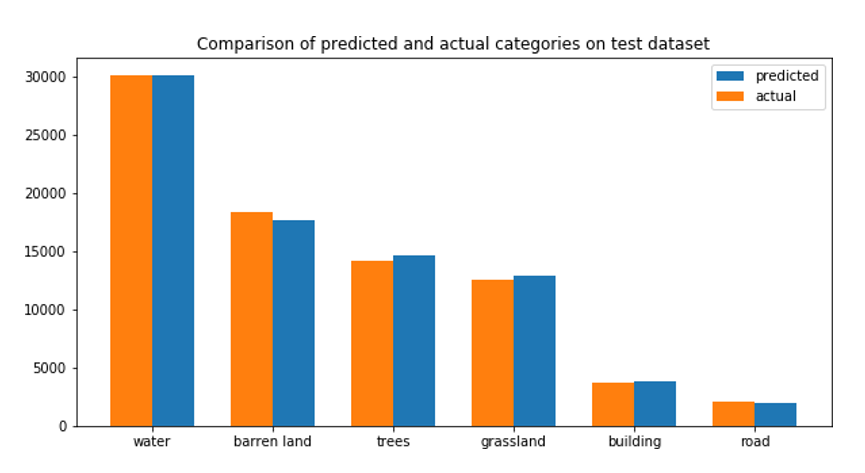 Comparison of predicted and actual categories on test dataset
predicted
actual
30000
25000
20000
15000
10000
5000
0
water barren land trees grassland building road